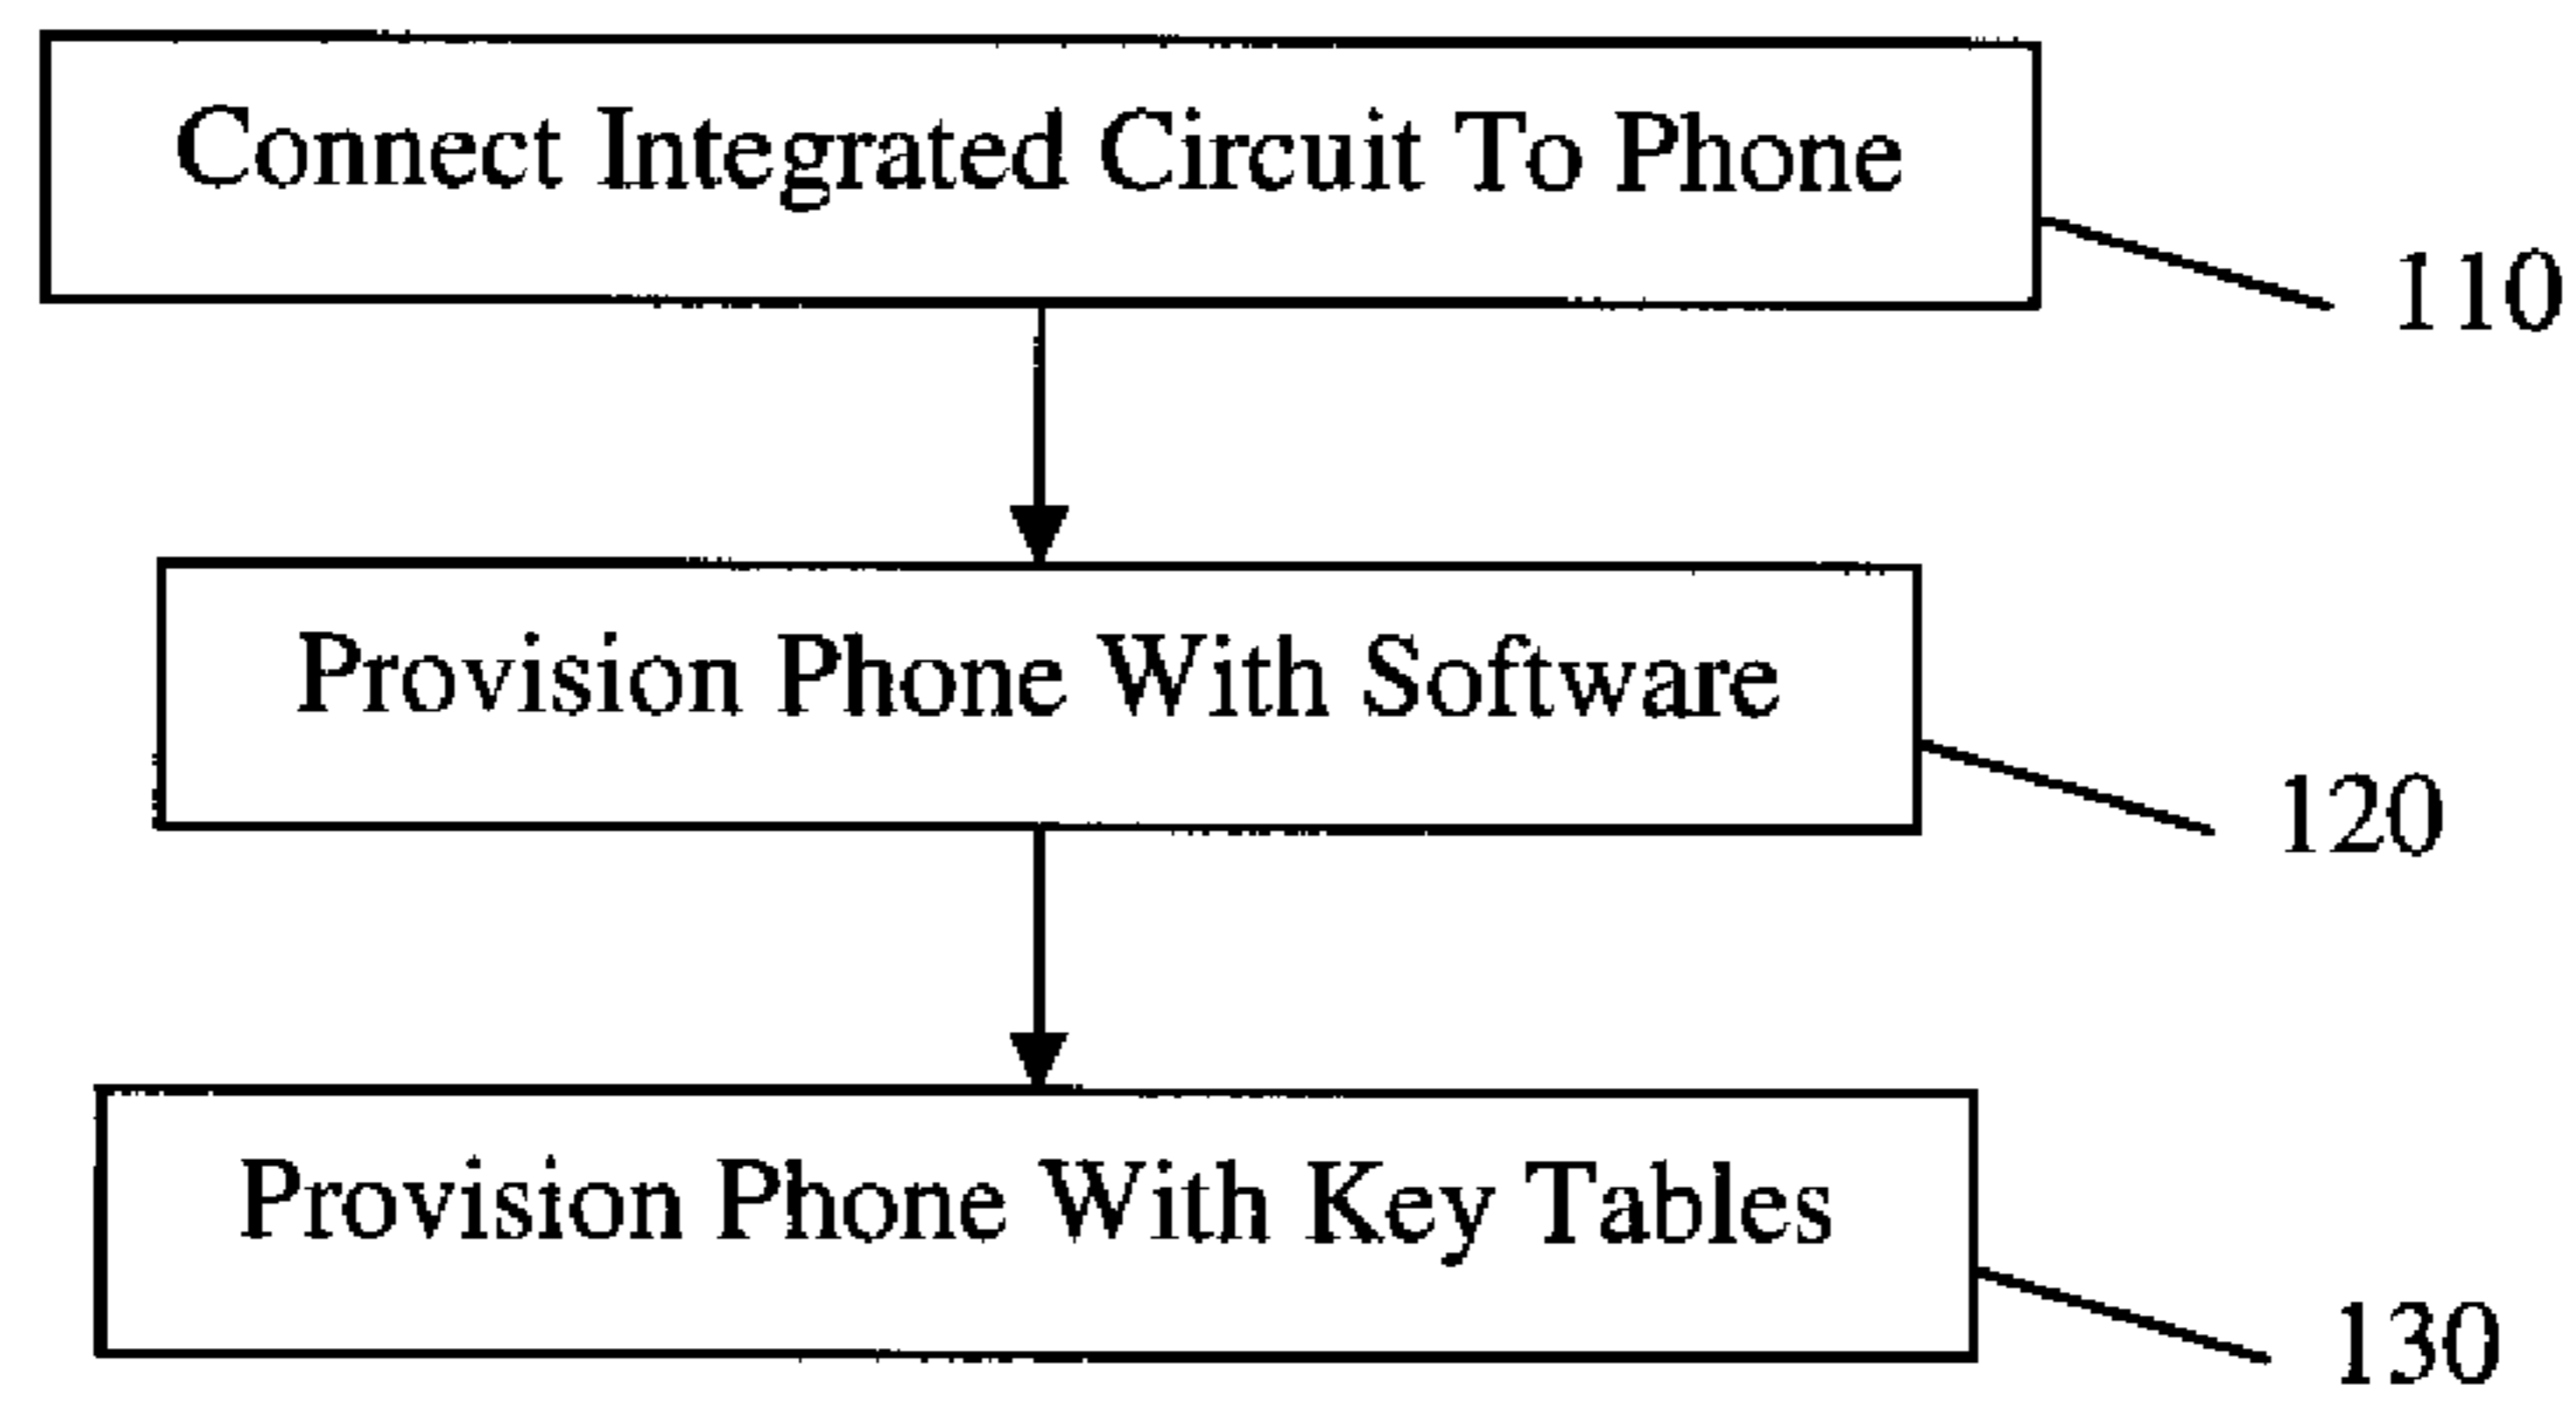 Connect Integrated Circuit To Phone
110
Provision Phone With Software
120
Provision Phone With Key Tables
130